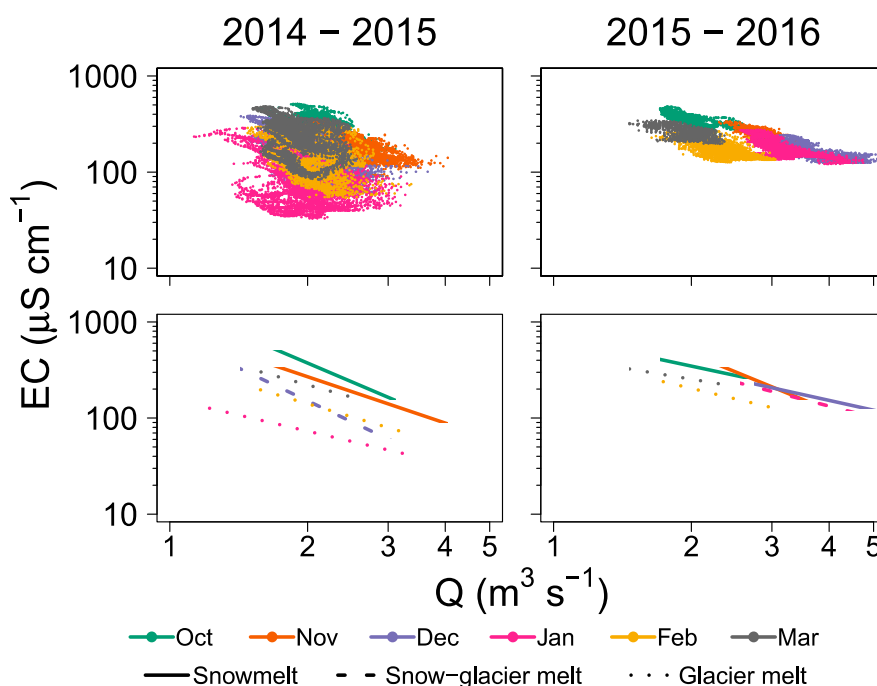 2014 − 2015
2015 − 2016
1000
100
10
1000
100
10
EC (µS cm⁻¹)
1 2 3 4 5
1 2 3 4 5
Q (m³ s⁻¹)
Oct Nov Dec Jan Feb Mar
Snowmelt Snow−glacier melt Glacier melt